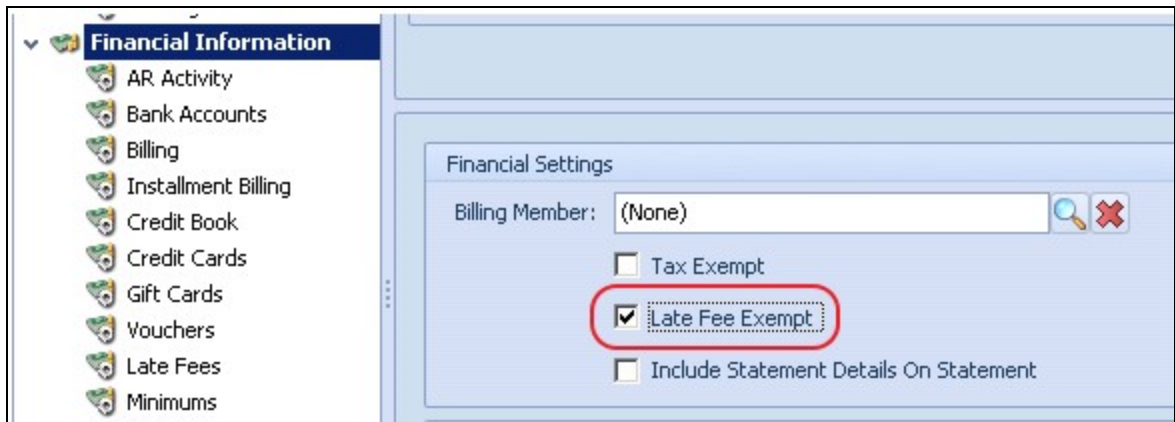 Financial Information
AR Activity
Bank Accounts
Billing
Installment Billing
Credit Book
Credit Cards
Gift Cards
Vouchers
Late Fees
Minimums
Financial Settings
Billing Member: (None)
Tax Exempt
Late Fee Exempt
Include Statement Details On Statement